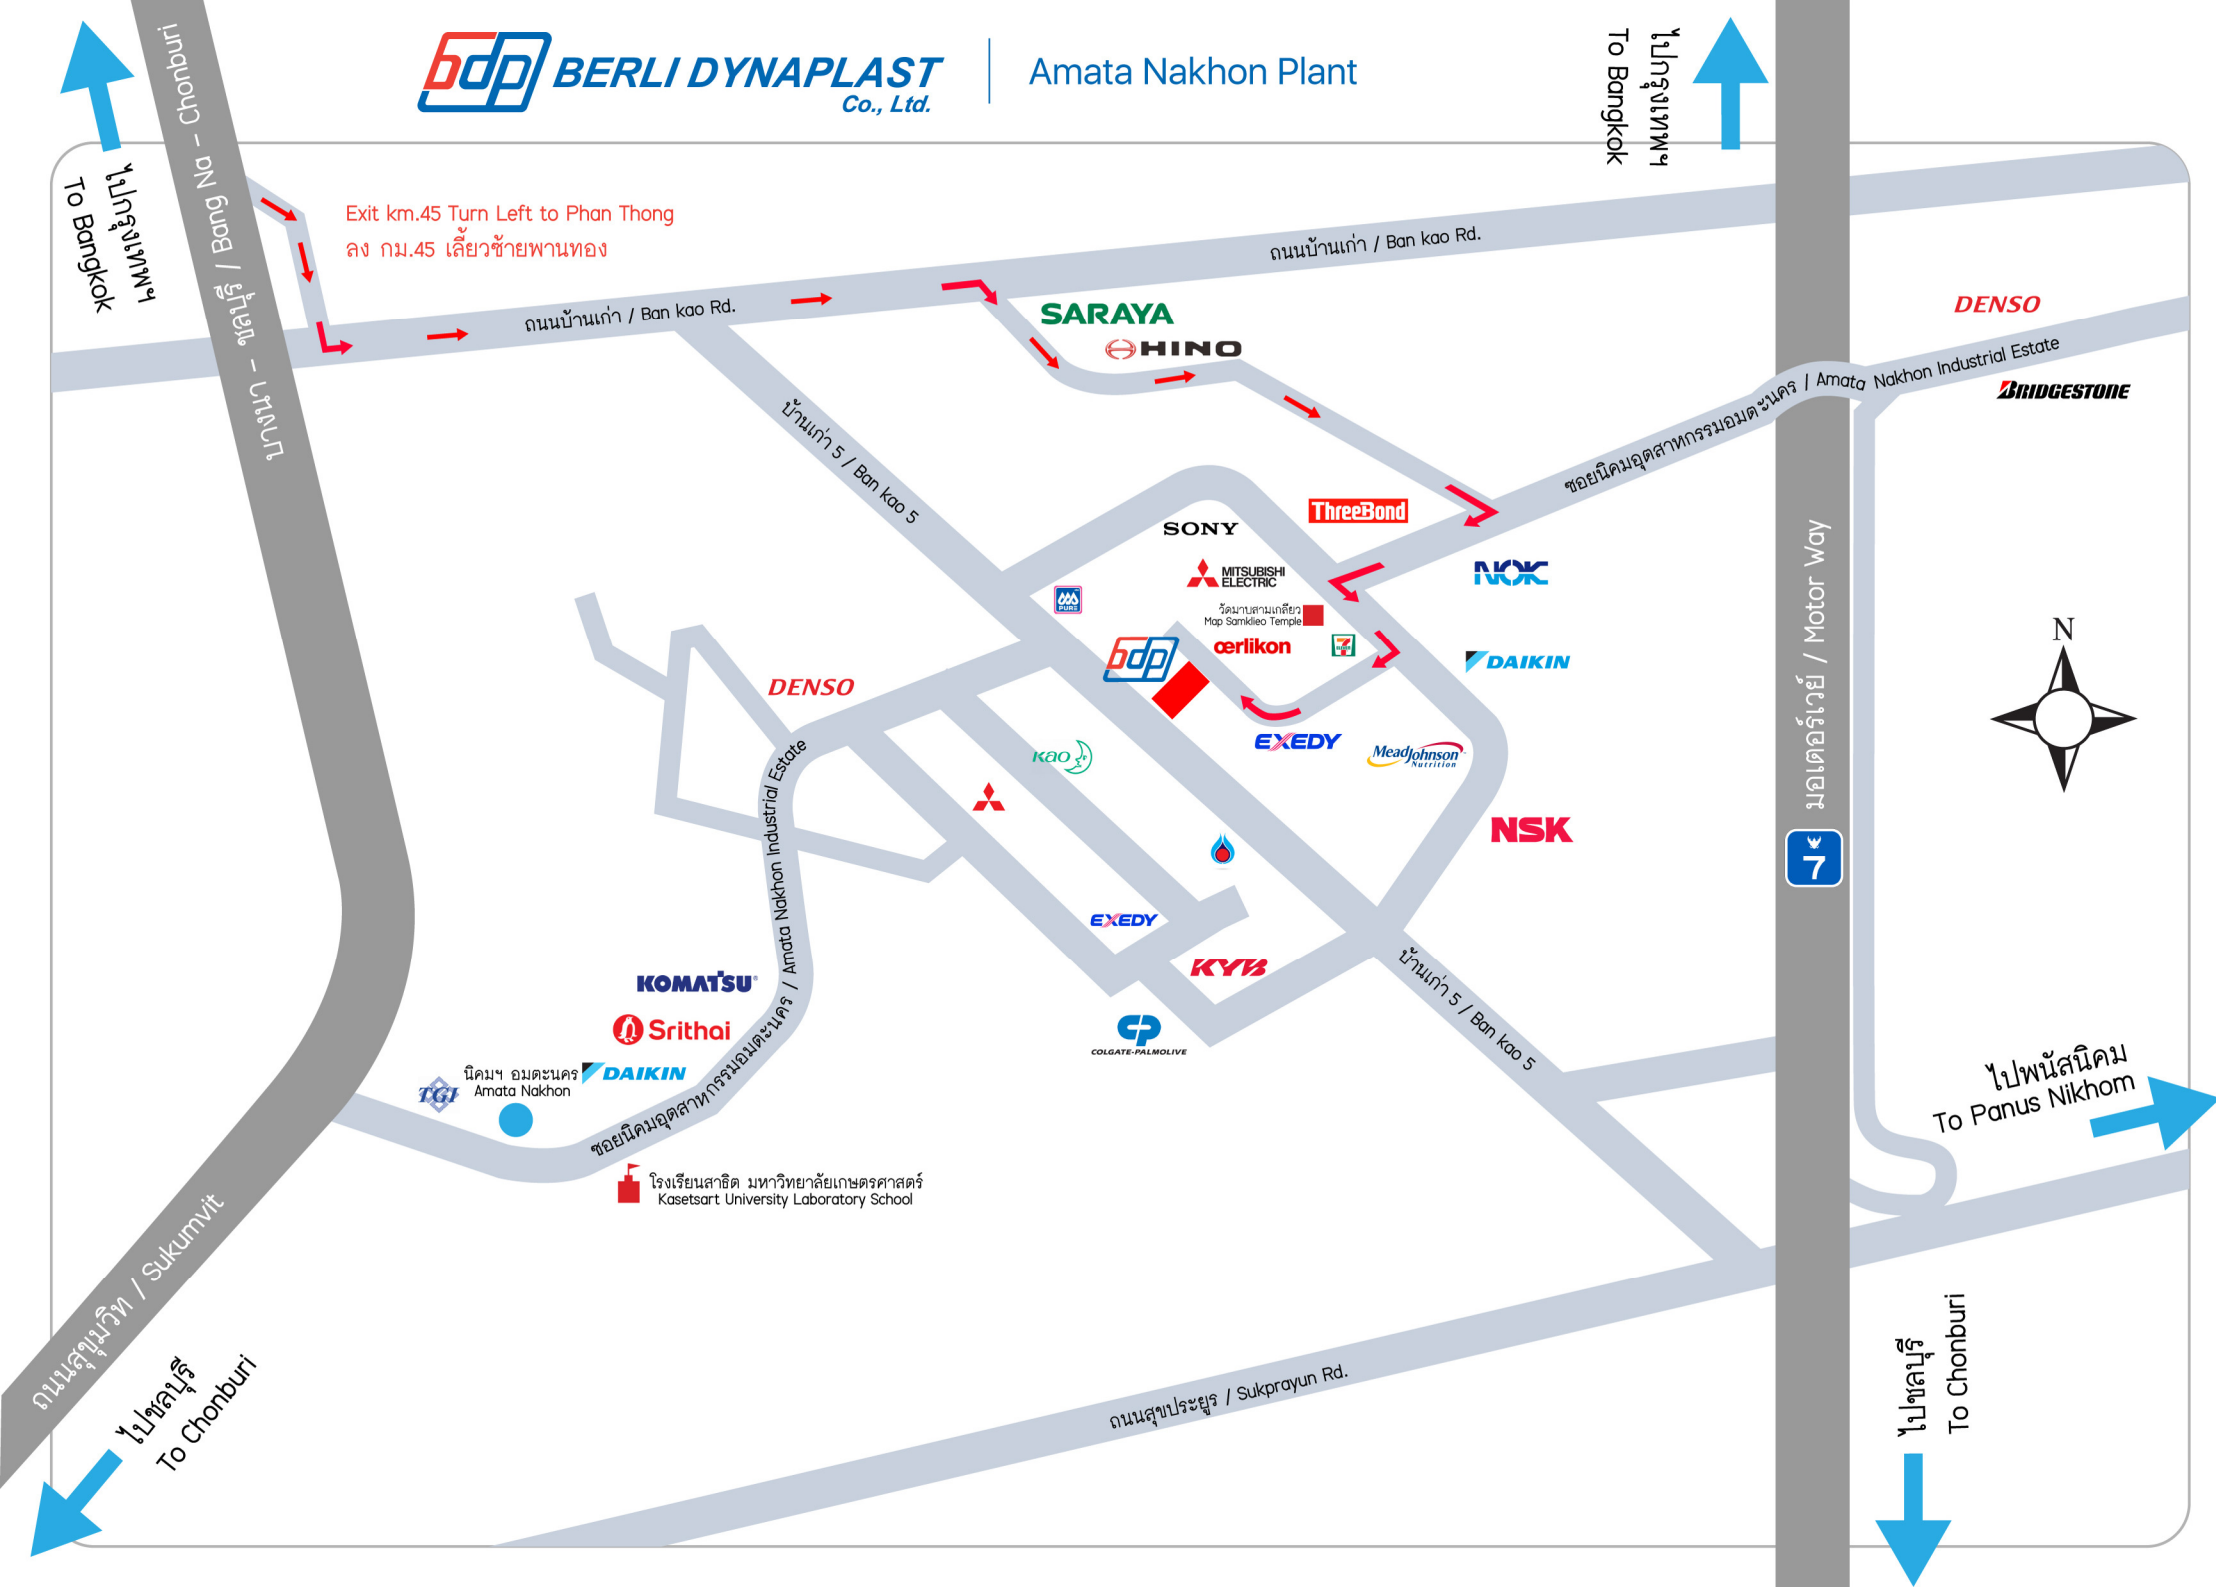 bdp BERLI DYNAPLAST
Co., Ltd.
Amata Nakhon Plant
ไปกรุงเทพฯ
To Bangkok
ไปกรุงเทพฯ
To Bangkok
บางนา - ชลบุรี / Bang Na - Chonburi
Exit km.45 Turn Left to Phan Thong
ลง กม.45 เลี้ยวซ้ายพานทอง
ถนนบ้านเก่า / Ban kao Rd.
ถนนบ้านเก่า / Ban kao Rd.
SARAYA
HINO
DENSO
ซอยนิคมอุตสาหกรรมอมตะนคร / Amata Nakhon Industrial Estate
BRIDGESTONE
บ้านเก่า 5 / Ban kao 5
ThreeBond
SONY
MITSUBISHI
ELECTRIC
NOK
PURE
วัดมาบสามเกลียว
Map Samklieo Temple
oerlikon
7
ELEVEN
bdp
DAIKIN
DENSO
มอเตอร์เวย์ / Motor Way
7
N
EXEDY
MeadJohnson
Nutrition
Kao
NSK
EXEDY
KYB
COLGATE-PALMOLIVE
บ้านเก่า 5 / Ban kao 5
KOMATSU
Srithai
DAIKIN
นิคมฯ อมตะนคร
Amata Nakhon
TGI
ซอยนิคมอุตสาหกรรมอมตะนคร / Amata Nakhon Industrial Estate
โรงเรียนสาธิต มหาวิทยาลัยเกษตรศาสตร์
Kasetsart University Laboratory School
ไปพนัสนิคม
To Panus Nikhom
ถนนสุขุมวิท / Sukumvit
ไปชลบุรี
To Chonburi
ถนนสุขประยูร / Sukprayun Rd.
ไปชลบุรี
To Chonburi